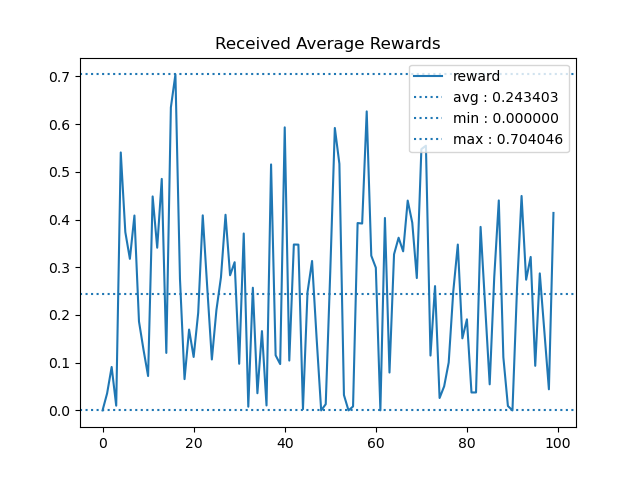 Received Average Rewards
reward
avg : 0.243403
min : 0.000000
max : 0.704046
0.7
0.6
0.5
0.4
0.3
0.2
0.1
0.0
0 20 40 60 80 100